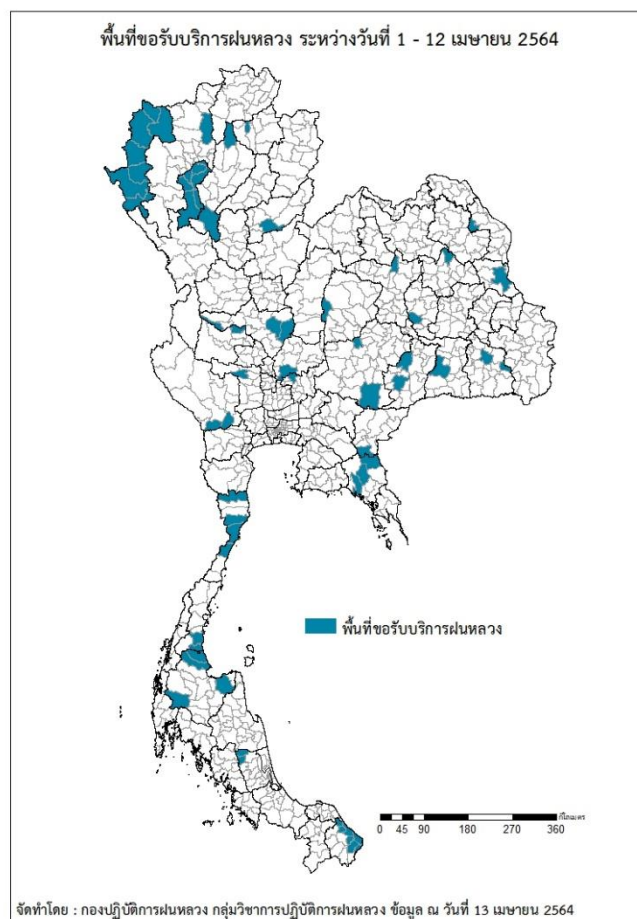 พื้นที่ขอรับบริการฝนหลวง ระหว่างวันที่ 1 - 12 เมษายน 2564
พื้นที่ขอรับบริการฝนหลวง
กิโลเมตร
0 45 90 180 270 360
จัดทำโดย : กองปฏิบัติการฝนหลวง กลุ่มวิชาการปฏิบัติการฝนหลวง ข้อมูล ณ วันที่ 13 เมษายน 2564